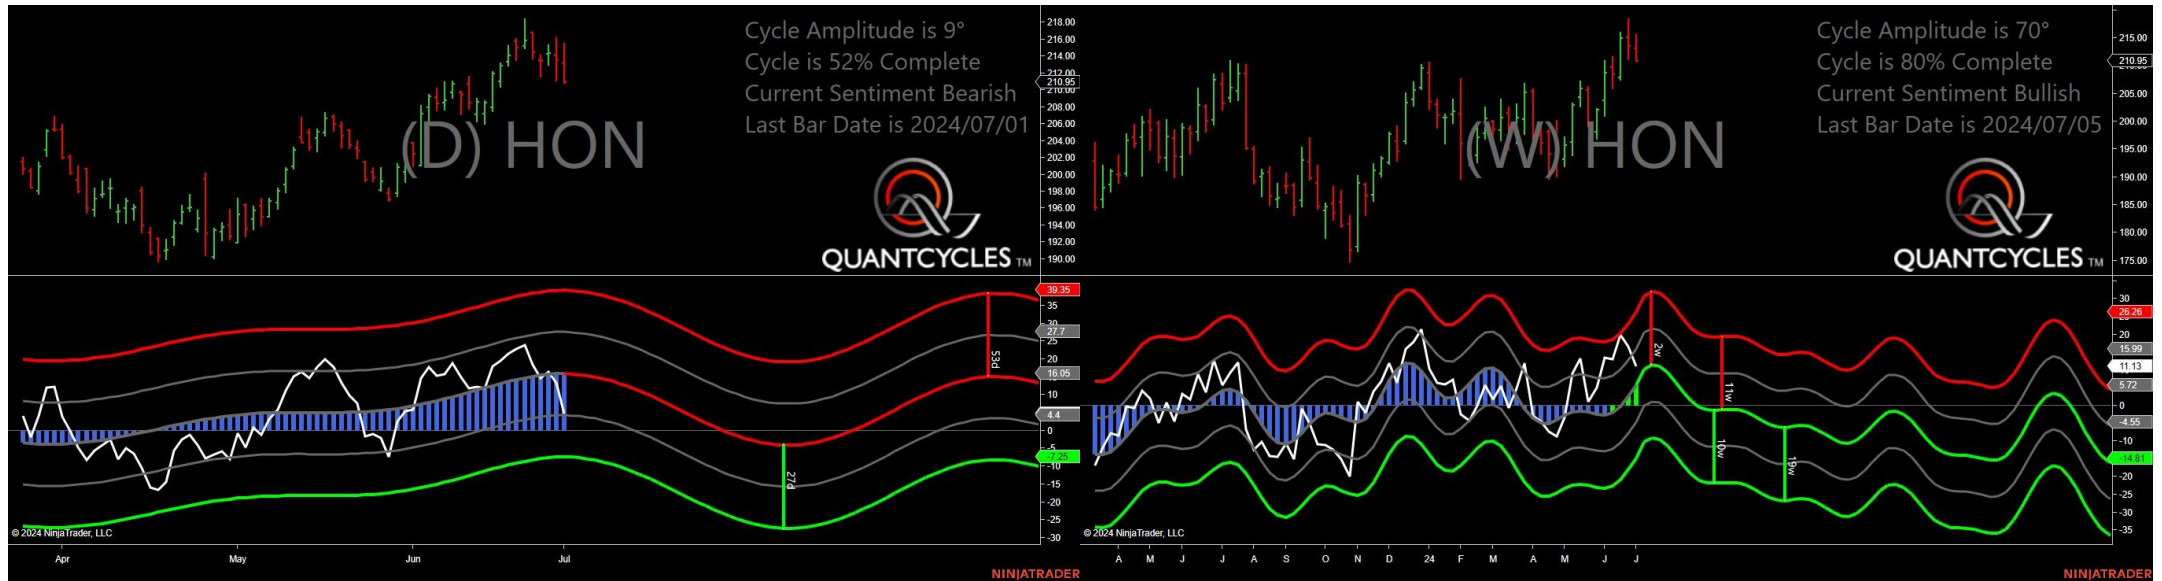 Cycle Amplitude is 9°
Cycle is 52% Complete
Current Sentiment Bearish
Last Bar Date is 2024/07/01
(D) HON
QUANTCYCLES TM
218.00
216.00
214.00
212.00
210.95
210.00
208.00
206.00
204.00
202.00
200.00
198.00
196.00
194.00
192.00
190.00
39.35
35
30
27.7
25
20
16.05
10
4.4
0
-5
-7.25
-10
-15
-20
-25
-30
53d
27d
© 2024 NinjaTrader, LLC
Apr
May
Jun
Jul
NINJATRADER
Cycle Amplitude is 70°
Cycle is 80% Complete
Current Sentiment Bullish
Last Bar Date is 2024/07/05
(W) HON
QUANTCYCLES TM
215.00
210.95
205.00
200.00
195.00
190.00
185.00
180.00
175.00
30
26.26
20
15.99
11.13
5.72
0
-4.55
-10
-14.81
-20
-25
-30
-35
2w
11w
10w
19w
© 2024 NinjaTrader, LLC
A
M
J
J
A
S
O
N
D
24
F
M
A
M
J
J
NINJATRADER